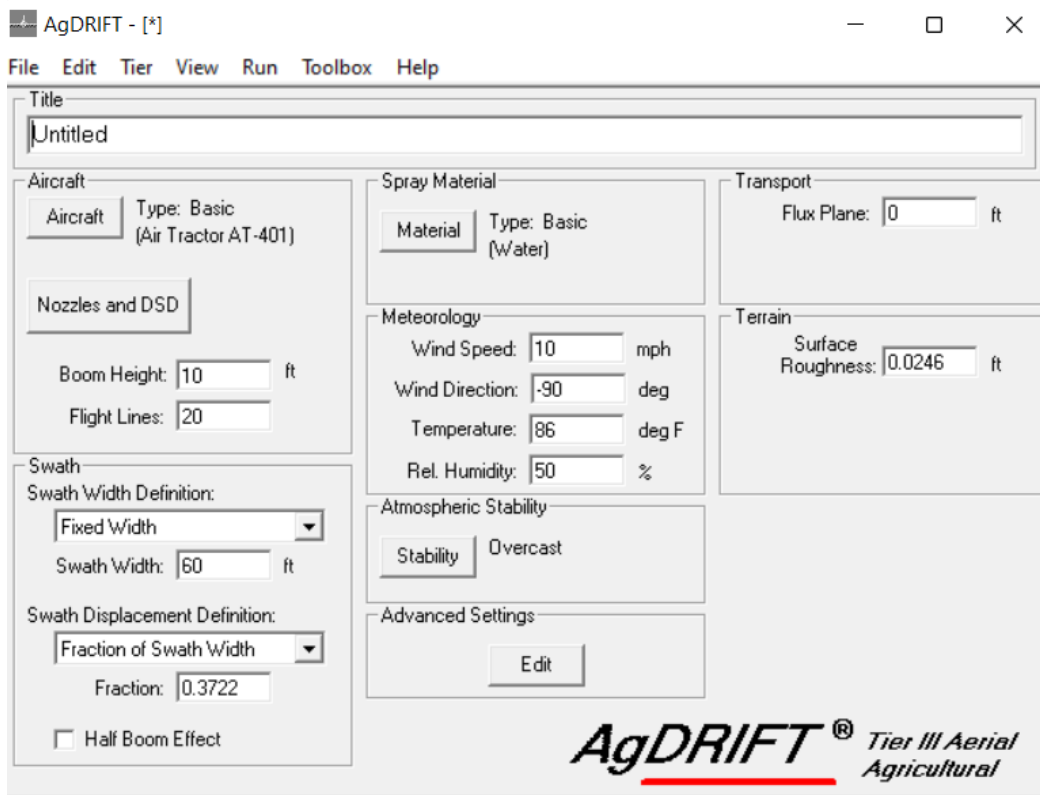 AgDRIFT - [*]
File Edit Tier View Run Toolbox Help
Title
Untitled
Aircraft
Aircraft
Type: Basic
(Air Tractor AT-401)
Nozzles and DSD
Boom Height: 10 ft
Flight Lines: 20
Swath
Swath Width Definition:
Fixed Width
Swath Width: 60 ft
Swath Displacement Definition:
Fraction of Swath Width
Fraction: 0.3722
Half Boom Effect
Spray Material
Material
Type: Basic
(Water)
Meteorology
Wind Speed: 10 mph
Wind Direction: -90 deg
Temperature: 86 deg F
Rel. Humidity: 50 %
Atmospheric Stability
Stability Overcast
Advanced Settings
Edit
Transport
Flux Plane: 0 ft
Terrain
Surface
Roughness: 0.0246 ft
AgDRIFT® Tier III Aerial
Agricultural